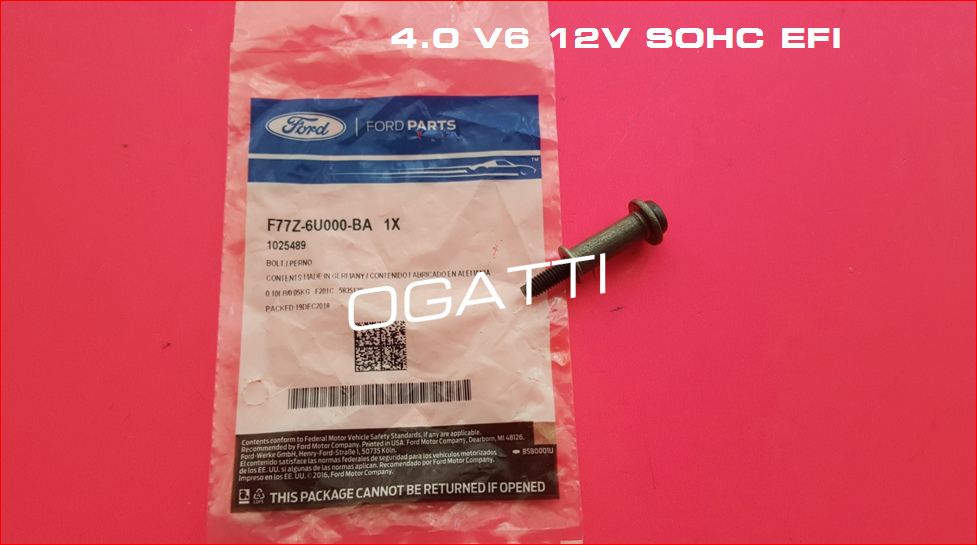 4.0 V6 12V SOHC EFI
Ford FORD PARTS
TM
F77Z-6U000-BA 1X
1025489
BOLT / PERNO
CONTENTS MADE IN GERMANY / CONTENIDO FABRICADO EN ALEMANIA
F201C
PACKED 19DEC2016
OGATTI
Contents conform to Federal Motor Vehicle Safety Standards, if any are applicable.
Recommended by Ford Motor Company. Printed in USA. Ford Motor Company, Dearborn, MI 48126.
Ford-Werke GmbH, Henry-Ford-Straße 1, 50735 Köln.
El contenido satisface las normas federales de seguridad para los vehículos motorizados
de los EE. UU. si algunas de las normas aplican. Recomendado por Ford Motor Company.
Impreso en los EE. UU. © 2016, Ford Motor Company.
8580001U
THIS PACKAGE CANNOT BE RETURNED IF OPENED